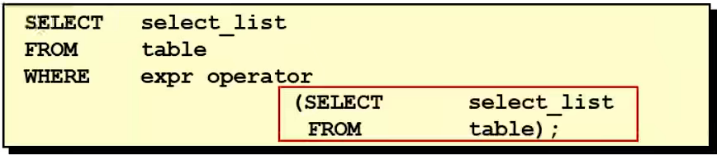 SELECT select_list
FROM table
WHERE expr operator
(SELECT select_list
FROM table);